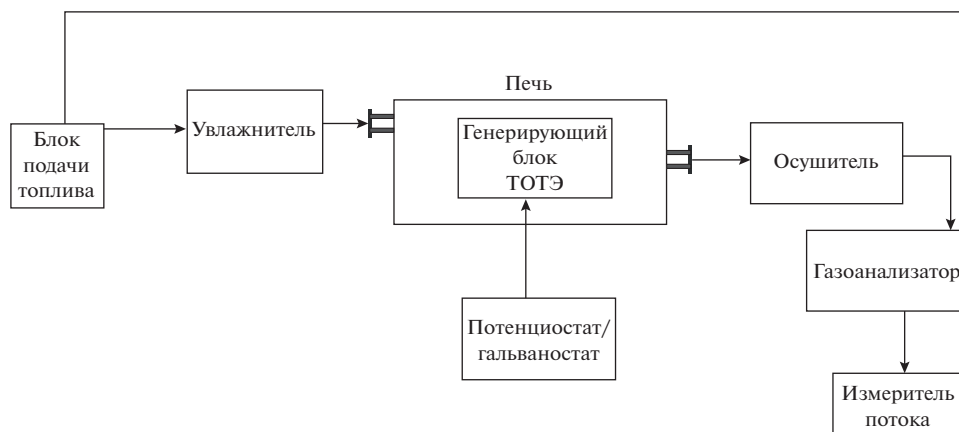 Печь
Увлажнитель
Блок
подачи
топлива
Генерирующий
блок
ТОТЭ
Осушитель
Газоанализатор
Потенциостат/
гальваностат
Измеритель
потока